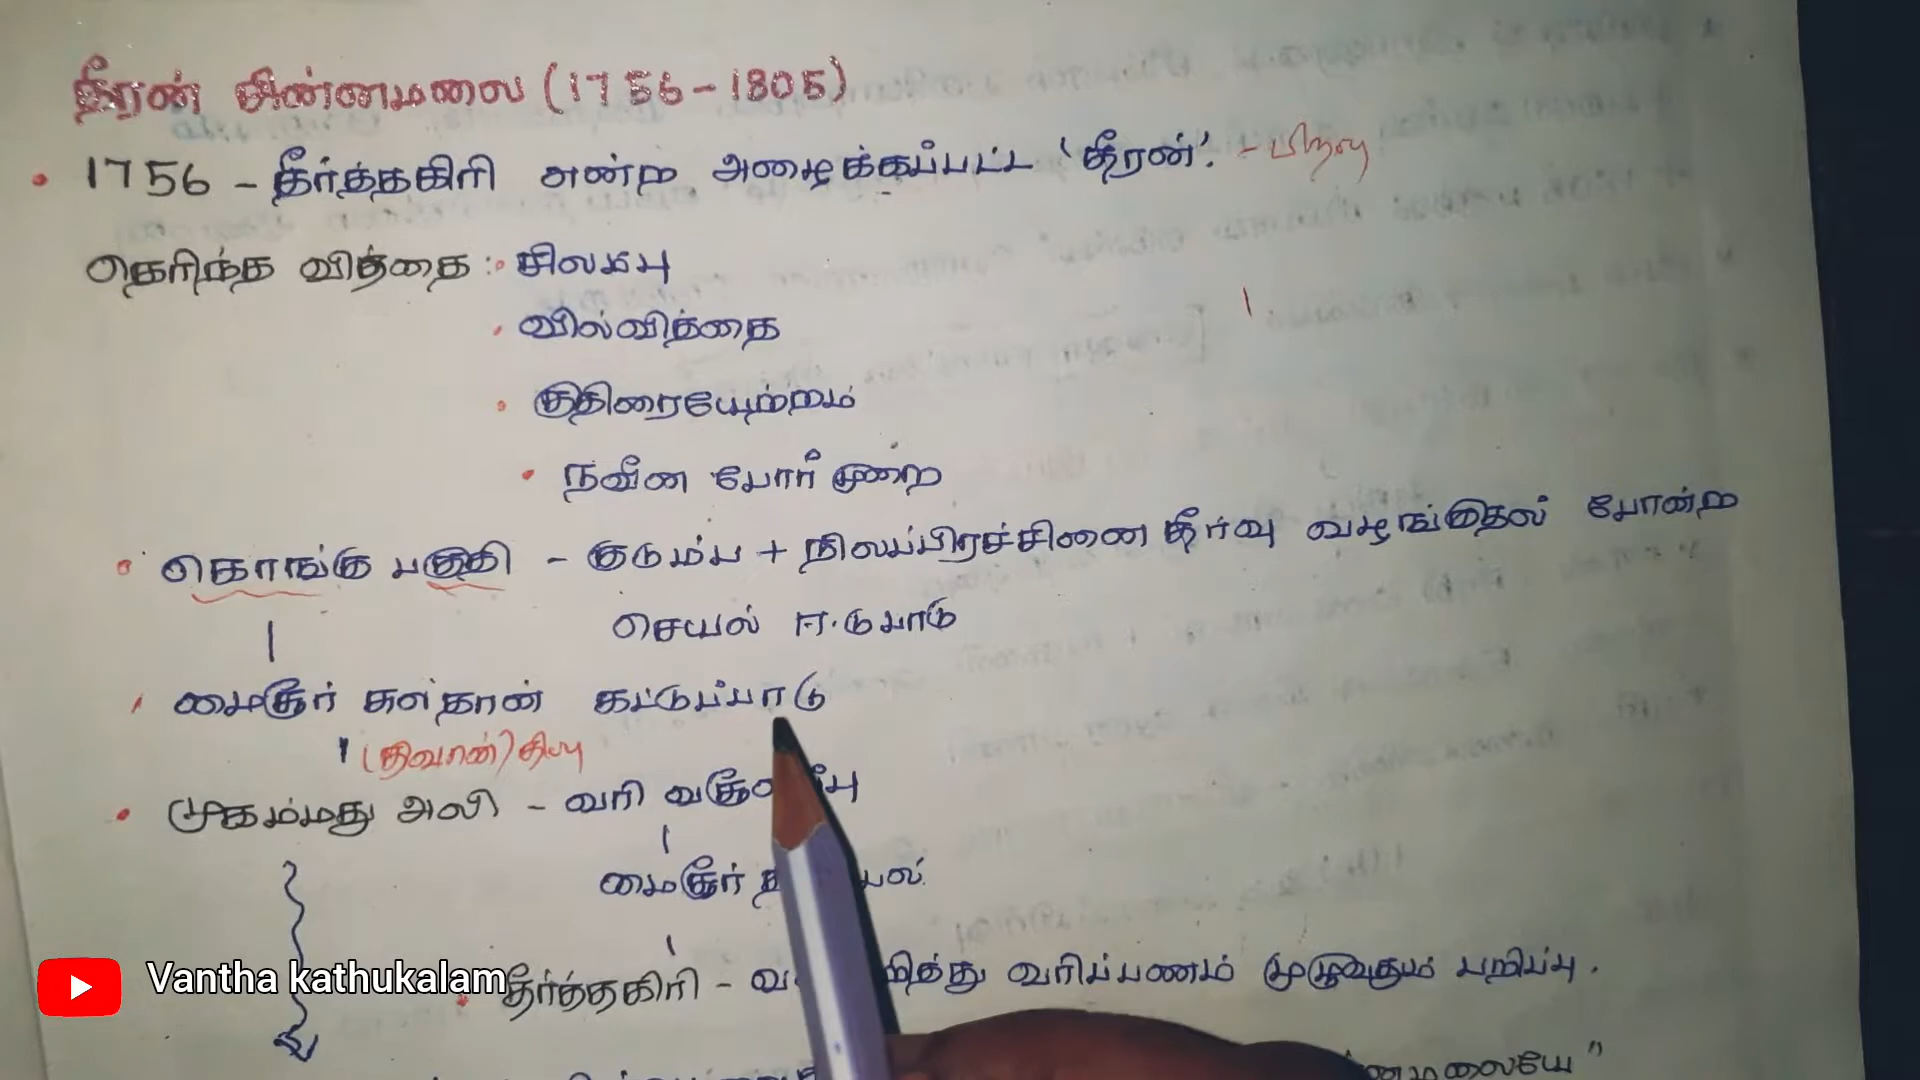 தீரன் சின்னமலை (1756-1805)
• 1756 - தீர்த்தகிரி என்ற அழைக்கப்பட்ட 'தீரன்'. - பிறப்பு
தெரிந்த வித்தை : • சிலம்பு
• வில்வித்தை
• குதிரையேற்றம்
• நவீன போர் முறை
• கொங்கு பகுதி - குடும்ப + நிலப்பிரச்சினை தீர்வு வழங்குதல் போன்ற
செயல் ஈடுபாடு
மைசூர் சுல்தான் கட்டுப்பாடு
(திவான்) திப்பு
• முகம்மது அலி - வரி
மைசூர்
• தீர்த்தகிரி - வரிப்பணம் முழுவதும் பறிப்பு.
Vantha kathukalam